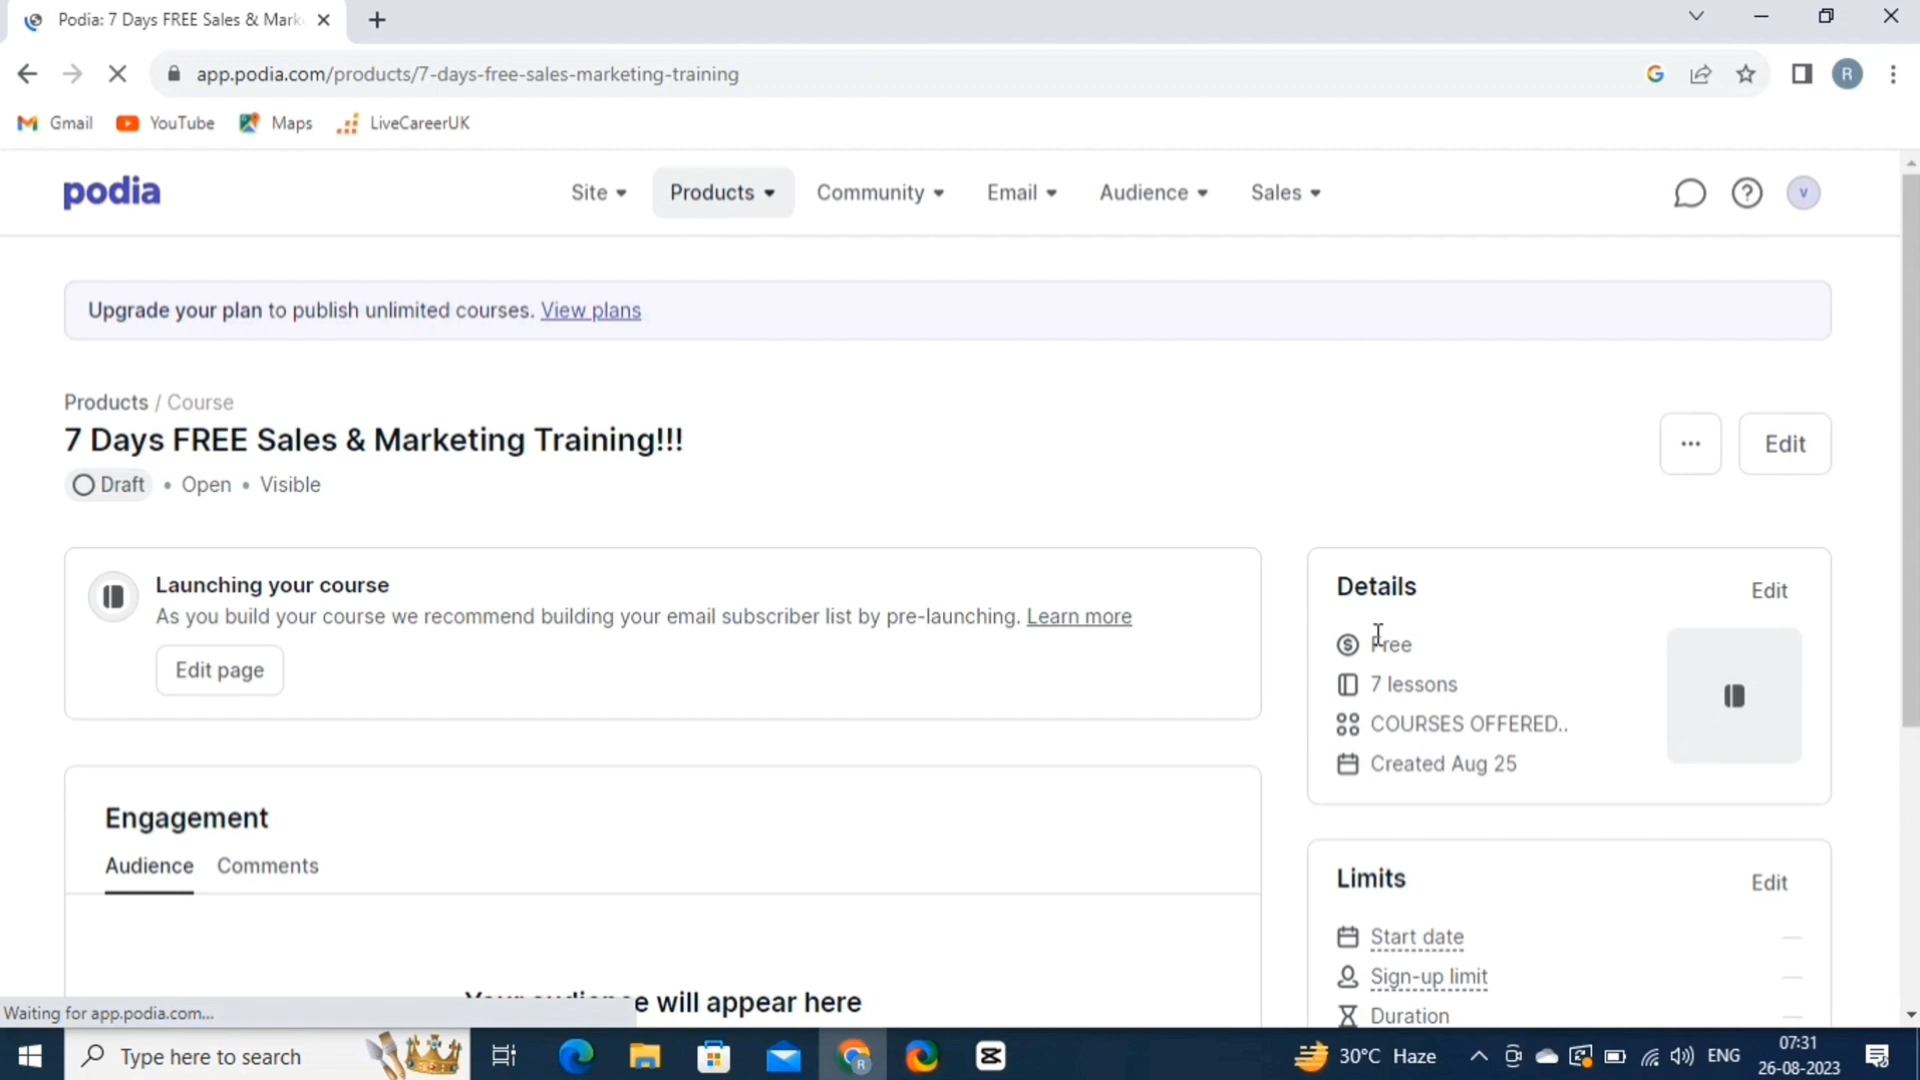 Podia: 7 Days FREE Sales & Mark
app.podia.com/products/7-days-free-sales-marketing-training
R
Gmail YouTube Maps LiveCareerUK
podia Site Products Community Email Audience Sales V
Upgrade your plan to publish unlimited courses. View plans
Products / Course
7 Days FREE Sales & Marketing Training!!!
Edit
Draft • Open • Visible
Launching your course
As you build your course we recommend building your email subscriber list by pre-launching. Learn more
Edit page
Details Edit
Free
7 lessons
COURSES OFFERED..
Created Aug 25
Engagement
Audience Comments
will appear here
Limits Edit
Start date —
Sign-up limit —
Duration —
Waiting for app.podia.com...
Type here to search
30°C Haze ENG 07:31
26-08-2023